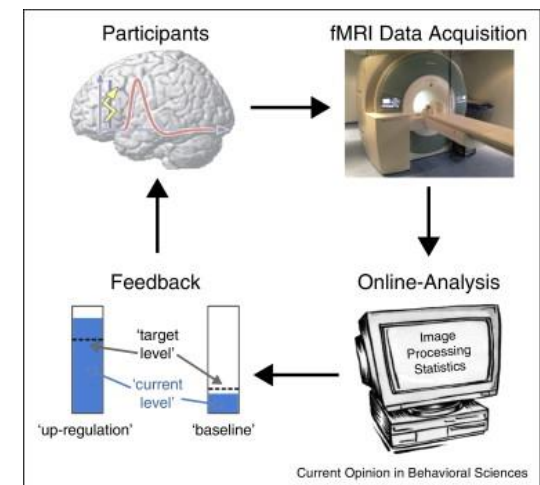 Participants
fMRI Data Acquisition
Feedback
Online-Analysis
'target
level'
'current
level'
'up-regulation'
'baseline'
Image
Processing
Statistics
Current Opinion in Behavioral Sciences